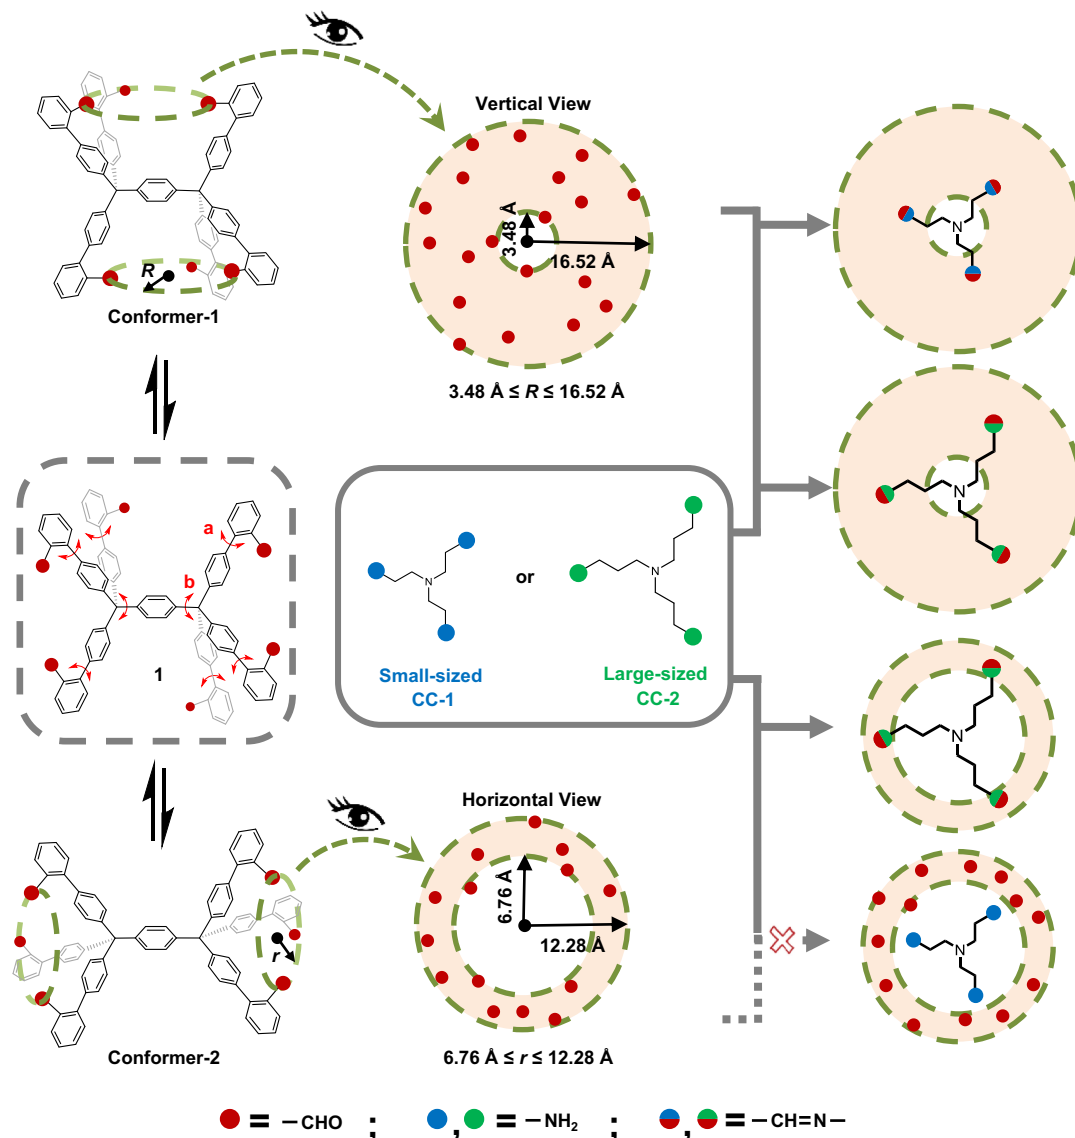 Vertical View
3.48 Å
16.52 Å
R
Conformer-1
3.48 Å ≤ R ≤ 16.52 Å
a
b
1
N
N
or
Small-sized
CC-1
Large-sized
CC-2
N
N
N
N
Horizontal View
6.76 Å
12.28 Å
r
Conformer-2
6.76 Å ≤ r ≤ 12.28 Å
= –CHO ; , = –NH₂ ; , = –CH=N–